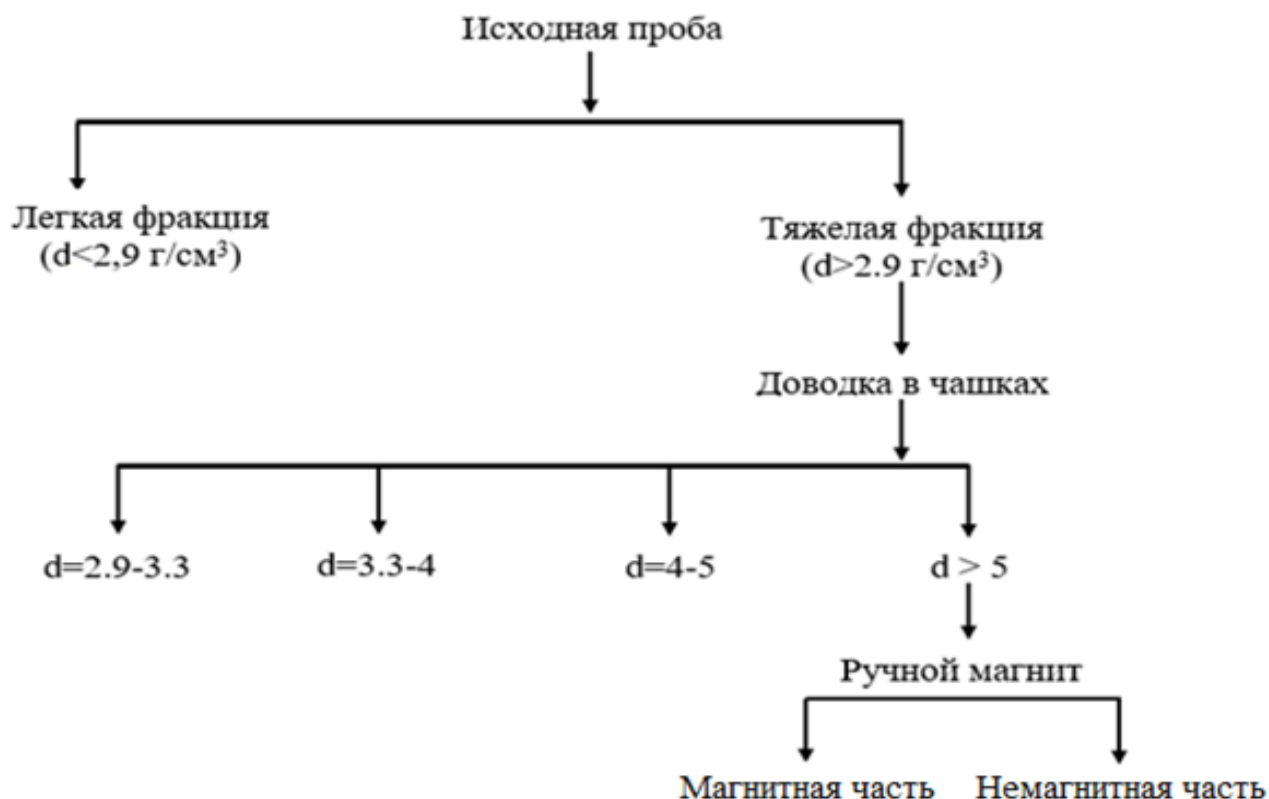 Исходная проба
Легкая фракция
(d<2,9 г/см³)
Тяжелая фракция
(d>2.9 г/см³)
Доводка в чашках
d=2.9-3.3
d=3.3-4
d=4-5
d > 5
Ручной магнит
Магнитная часть
Немагнитная часть